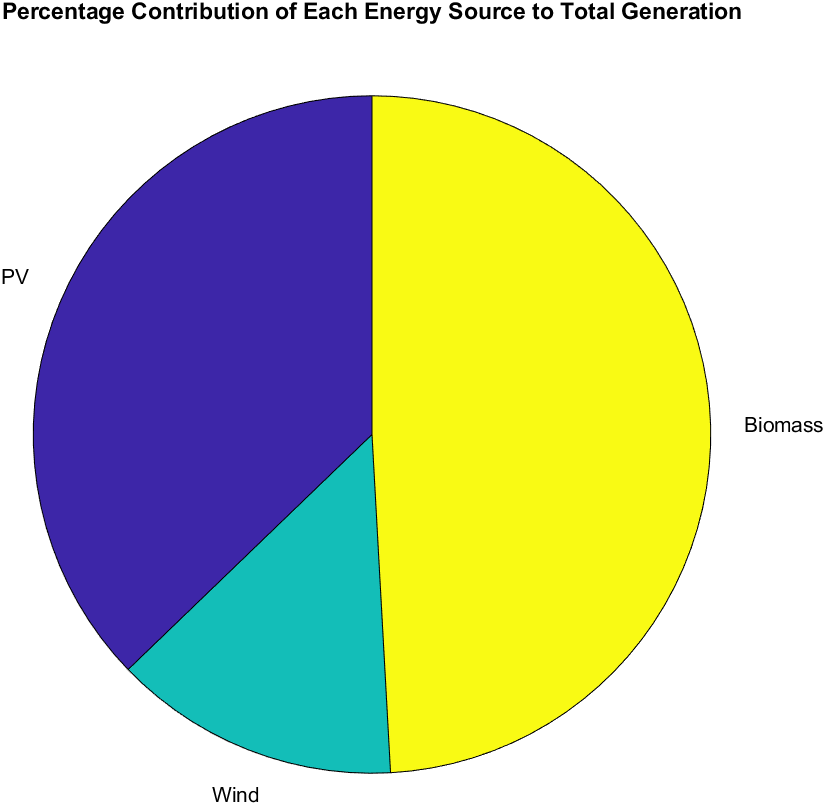 Percentage Contribution of Each Energy Source to Total Generation
PV
Biomass
Wind